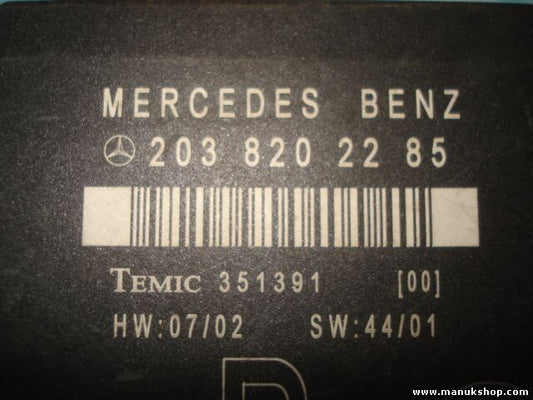 MERCEDES BENZ
203 820 22 85
TEMIC 351391 [00]
HW:07/02 SW:44/01
www.manukshop.com